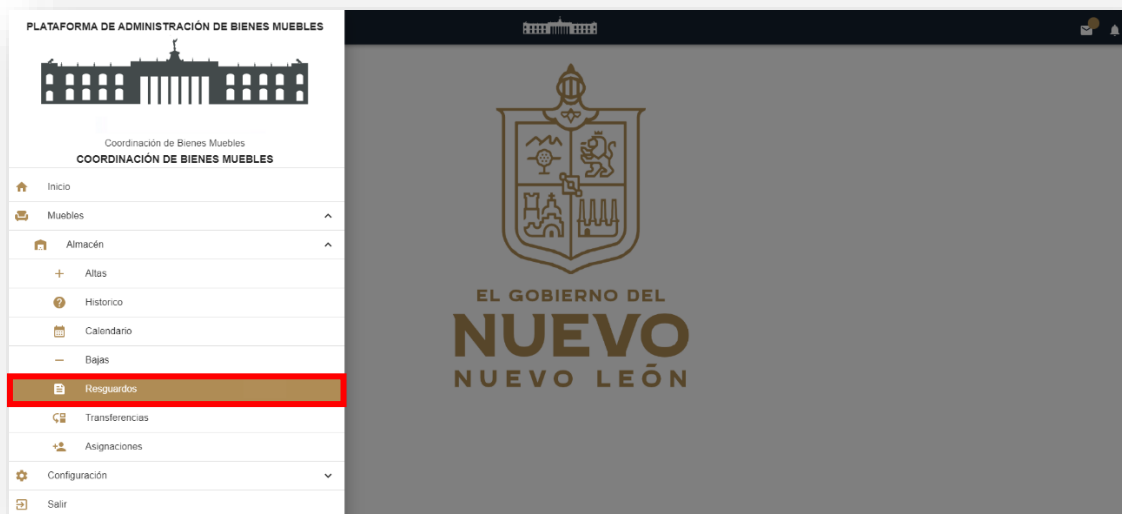 PLATAFORMA DE ADMINISTRACIÓN DE BIENES MUEBLES
Coordinación de Bienes Muebles
COORDINACIÓN DE BIENES MUEBLES
Inicio
Muebles
Almacén
Altas
Historico
Calendario
Bajas
Resguardos
Transferencias
Asignaciones
Configuración
Salir
EL GOBIERNO DEL
NUEVO
NUEVO LEÓN